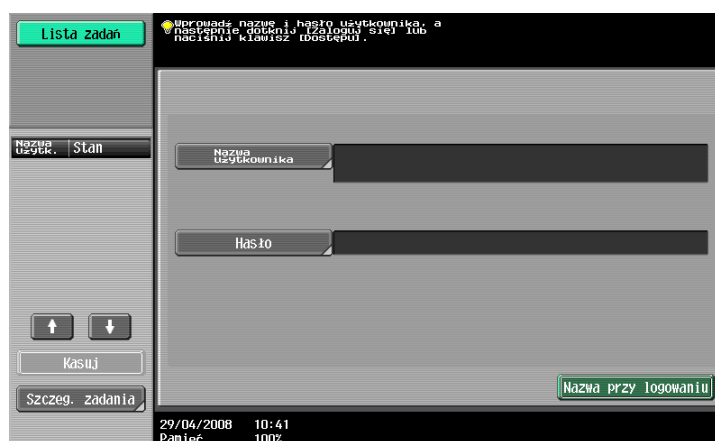 Lista zadań
Wprowadź nazwę i hasło użytkownika, a
następnie dotknij [Zaloguj się] lub
naciśnij klawisz [Dostępu].
Nazwa
użytk.
Stan
Nazwa
użytkownika
Hasło
Kasuj
Szczeg. zadania
Nazwa przy logowaniu
29/04/2008 10:41
Pamięć 100%